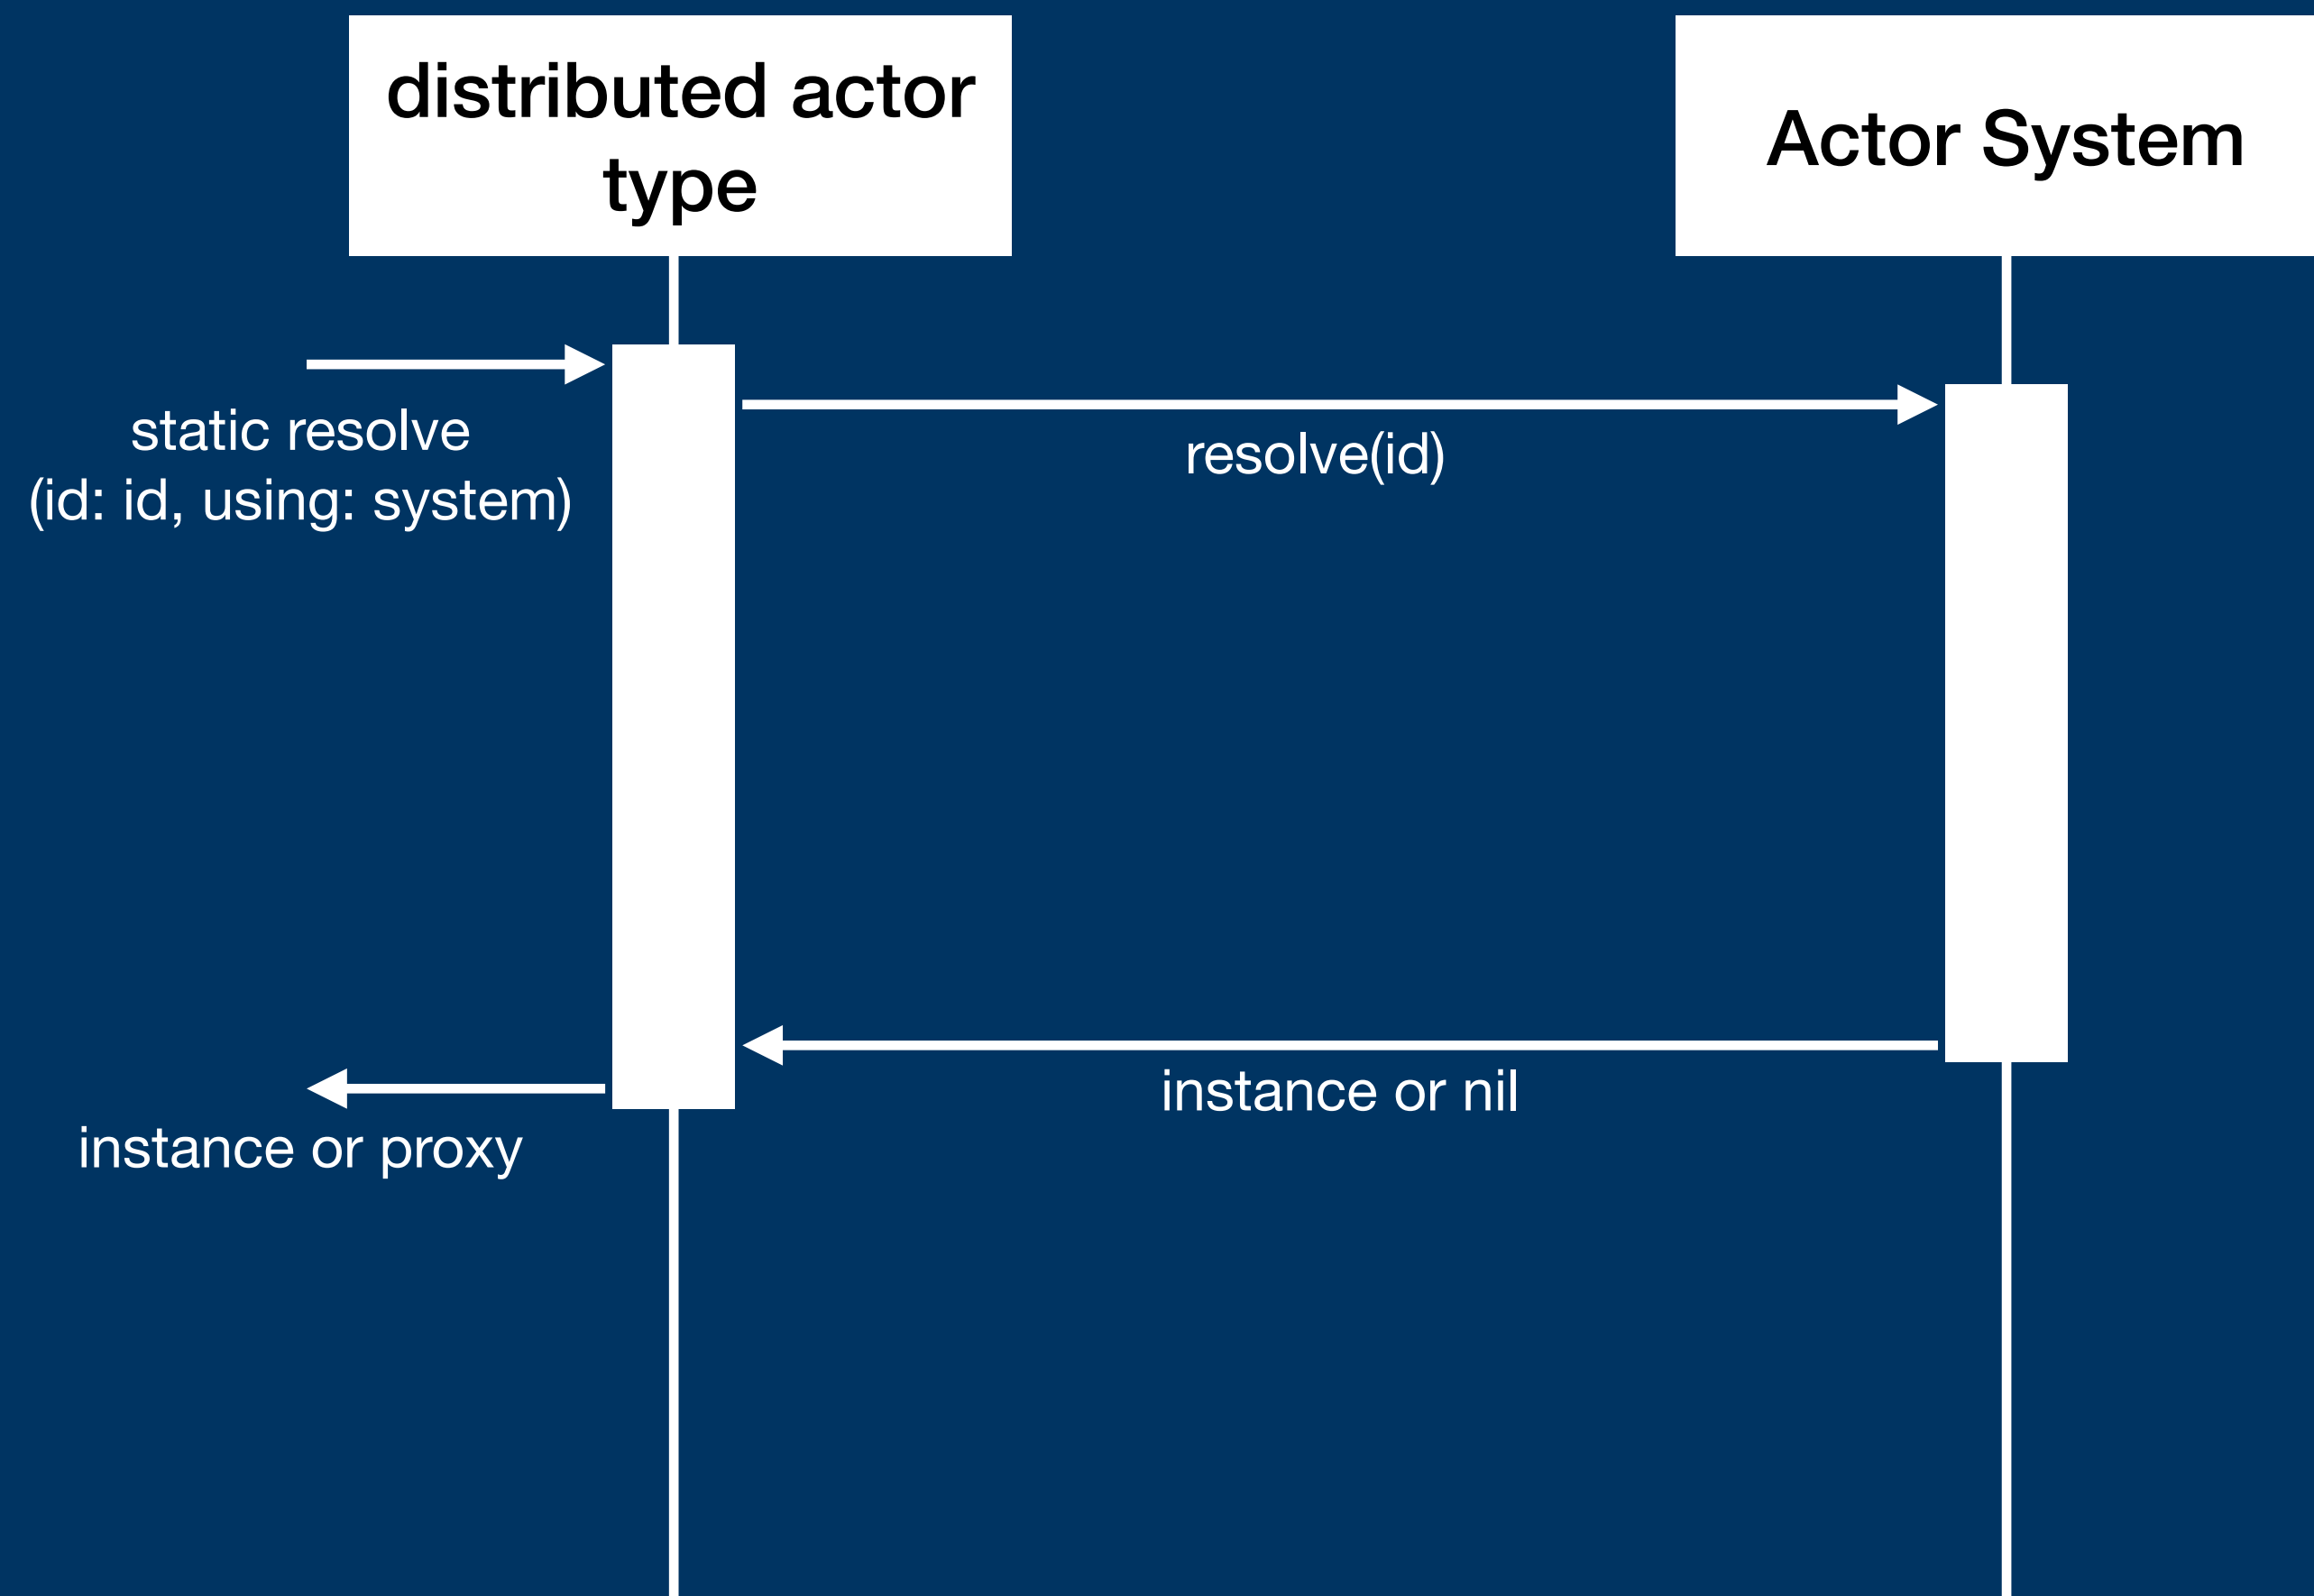 distributed actor
type
Actor System
static resolve
(id: id, using: system)
resolve(id)
instance or nil
instance or proxy